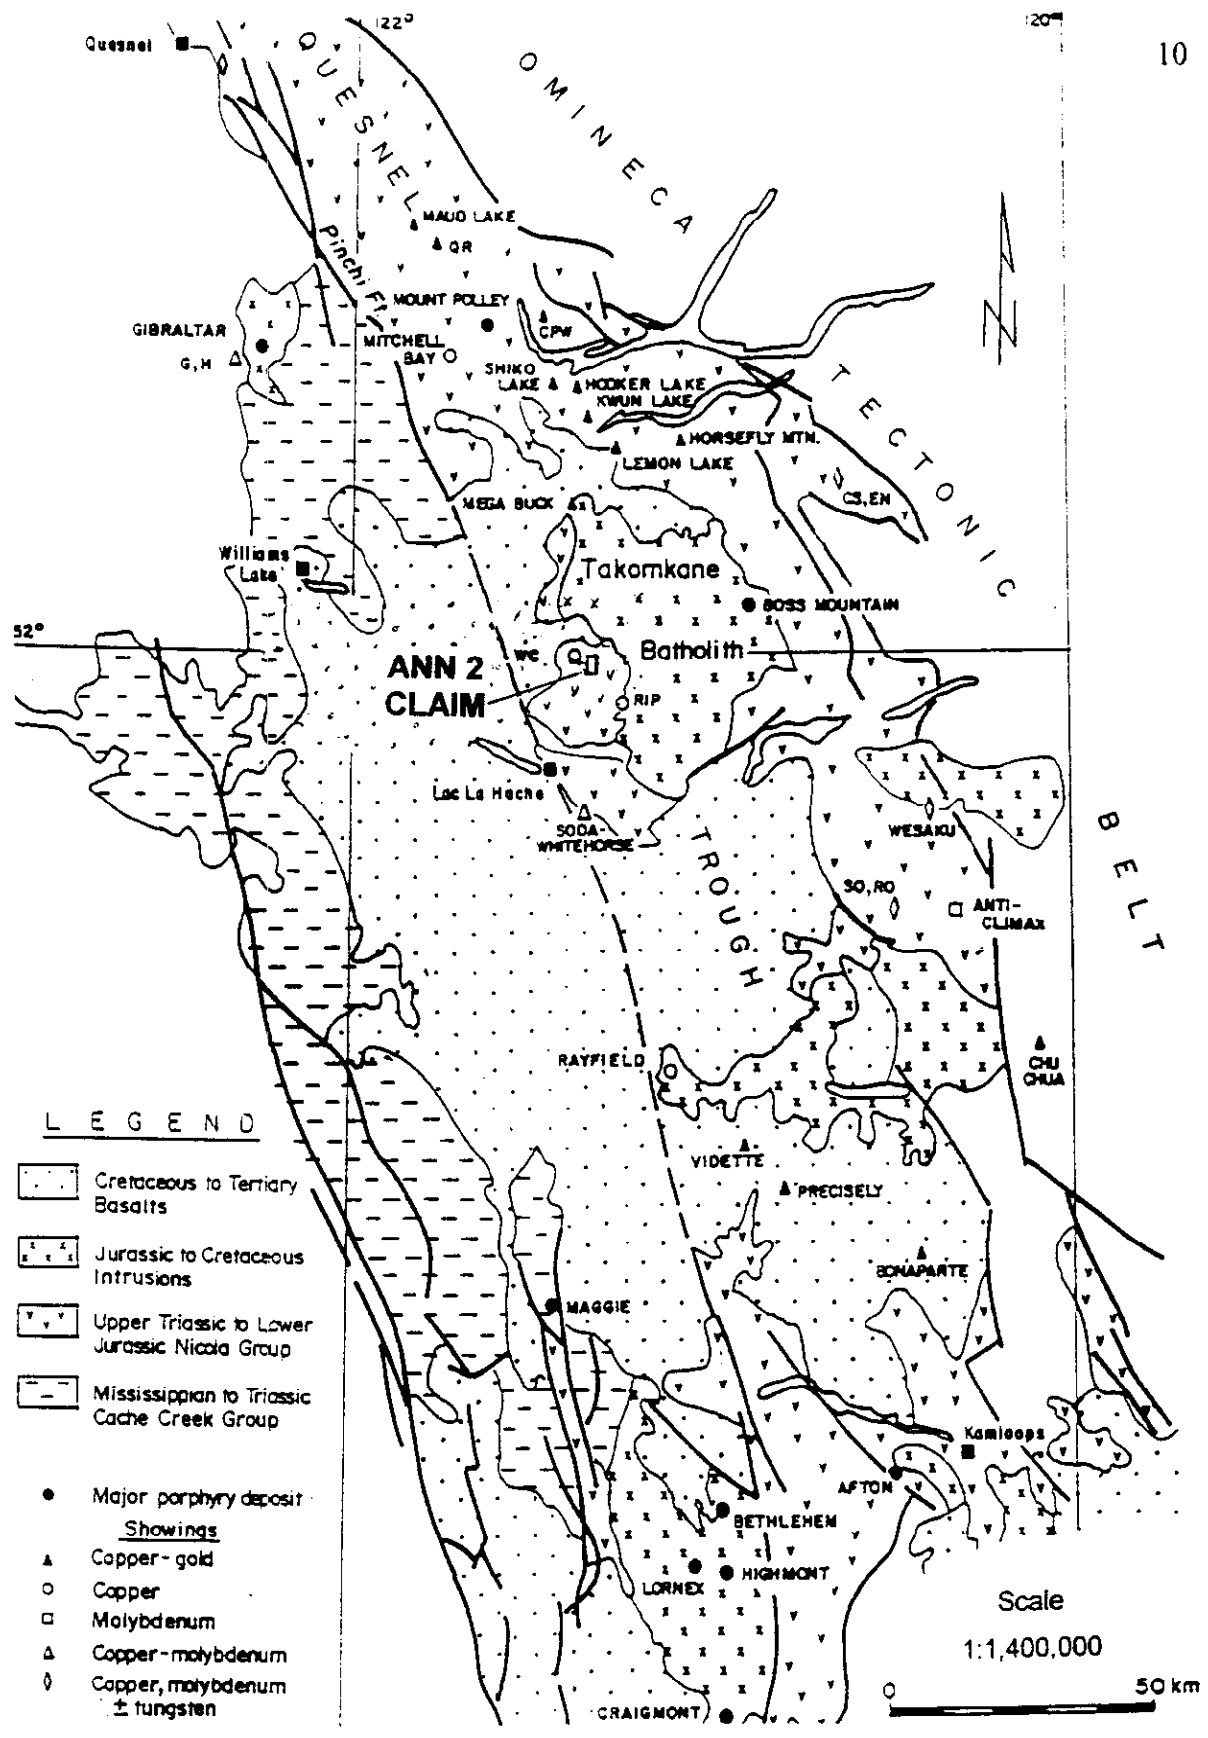 10
122°
120°
Quesnel
QUESNEL
OMINECA
MAUD LAKE
QR
Pinchi Ft.
MOUNT POLLEY
CPW
GIBRALTAR
G,H
MITCHELL
BAY
SHIKO
LAKE
HOOKER LAKE
KWUN LAKE
HORSEFLY MTN.
LEMON LAKE
TECTONIC
CS,EN
MEGA BUCK
Williams
Lake
Takomkane
BOSS MOUNTAIN
52°
WC
Batholith
ANN 2
CLAIM
RIP
Lac La Hache
SODA-
WHITEHORSE
TROUGH
WESAKU
BELT
SO,RO
ANTI-
CLIMAX
RAYFIELD
CHU
CHUA
VIDETTE
PRECISELY
BONAPARTE
MAGGIE
Kamloops
AFTON
BETHLEHEM
LORNEX
HIGHMONT
CRAIGMONT
N
LEGEND
Cretaceous to Tertiary
Basalts
Jurassic to Cretaceous
Intrusions
Upper Triassic to Lower
Jurassic Nicola Group
Mississippian to Triassic
Cache Creek Group
Major porphyry deposit
Showings
Copper-gold
Copper
Molybdenum
Copper-molybdenum
Copper, molybdenum
± tungsten
Scale
1:1,400,000
0 50 km